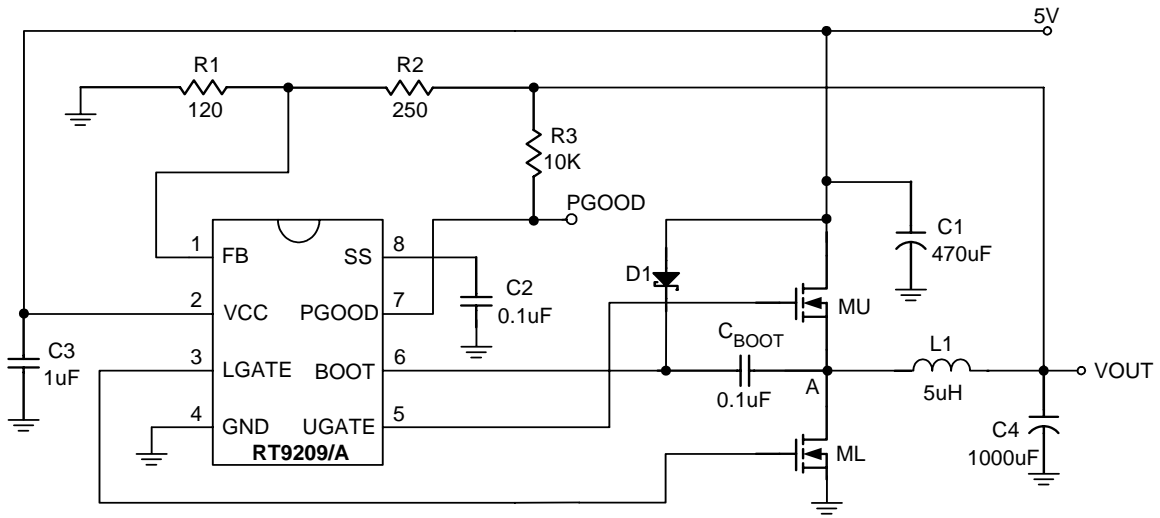 5V
R1
120
R2
250
R3
10K
PGOOD
C1
470uF
1 FB
SS 8
C2
0.1uF
D1
2 VCC
PGOOD 7
MU
C3
1uF
3 LGATE
BOOT 6
CBOOT
0.1uF
A
L1
5uH
VOUT
4 GND
UGATE 5
RT9209/A
ML
C4
1000uF